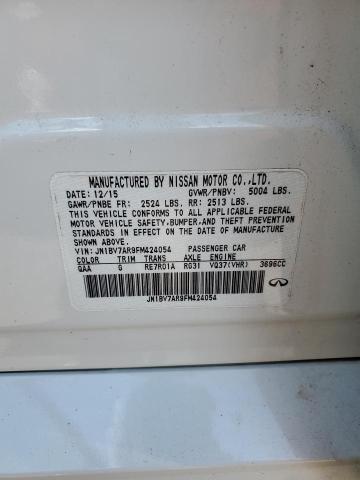 MANUFACTURED BY NISSAN MOTOR CO.,LTD.
DATE: 12/15 GVWR/PNBV: 5004 LBS.
GAWR/PNBE FR: 2524 LBS. RR: 2513 LBS.
THIS VEHICLE CONFORMS TO ALL APPLICABLE FEDERAL
MOTOR VEHICLE SAFETY,BUMPER,AND THEFT PREVENTION
STANDARDS IN EFFECT ON THE DATE OF MANUFACTURE
SHOWN ABOVE.
VIN: JN1BV7AR9FM424054 PASSENGER CAR
COLOR TRIM TRANS AXLE ENGINE
QAA G RE7R01A RG31 VQ37(VHR) 3696CC
JN1BV7AR9FM424054